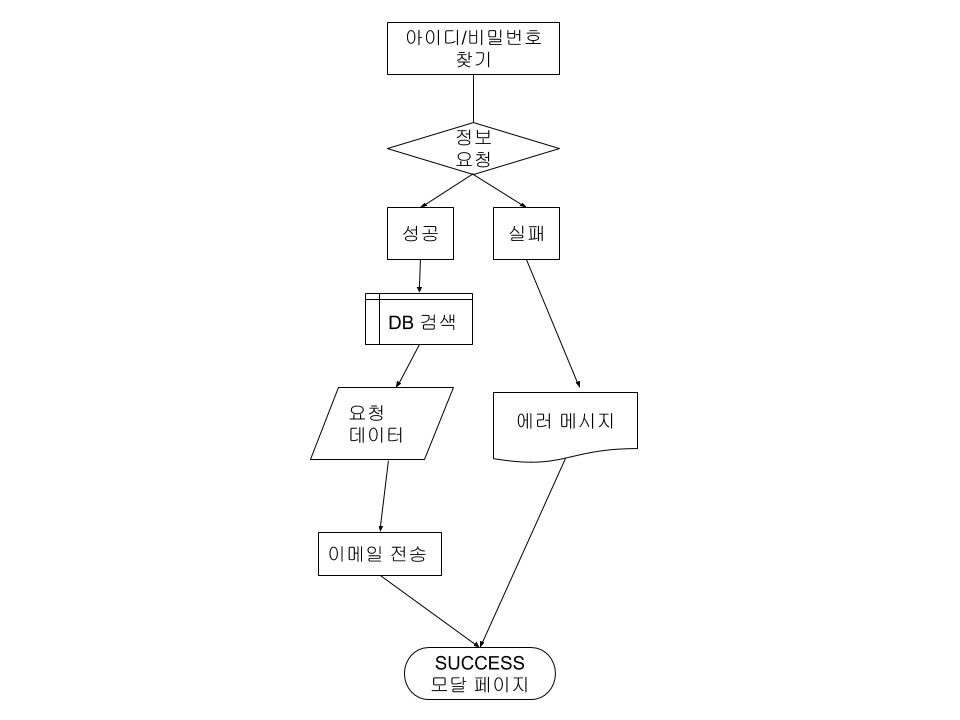 아이디/비밀번호
찾기
정보
요청
성공
실패
DB 검색
요청
데이터
에러 메시지
이메일 전송
SUCCESS
모달 페이지